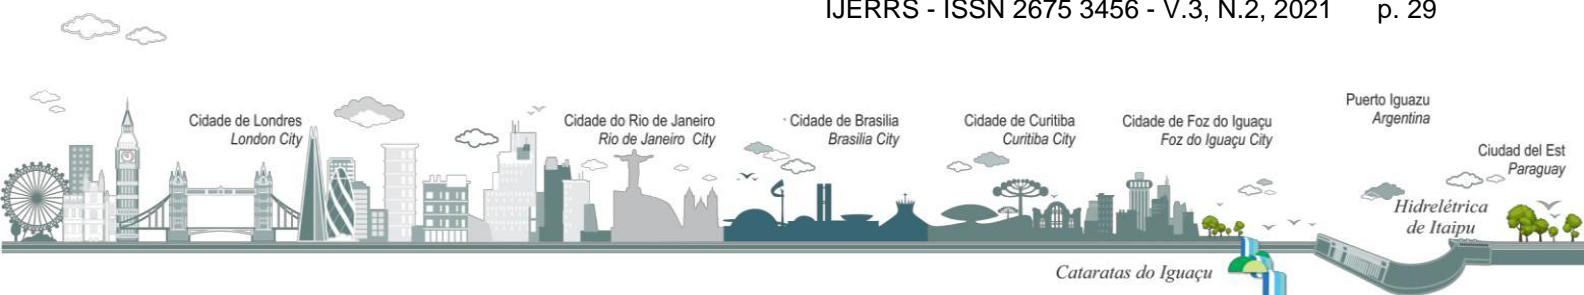 IJERRS - ISSN 2675 3456 - V.3, N.2, 2021 p. 29
Cidade de Londres
London City
Cidade do Rio de Janeiro
Rio de Janeiro City
Cidade de Brasilia
Brasilia City
Cidade de Curitiba
Curitiba City
Cidade de Foz do Iguaçu
Foz do Iguaçu City
Puerto Iguazu
Argentina
Ciudad del Est
Paraguay
Hidrelétrica
de Itaipu
Cataratas do Iguaçu